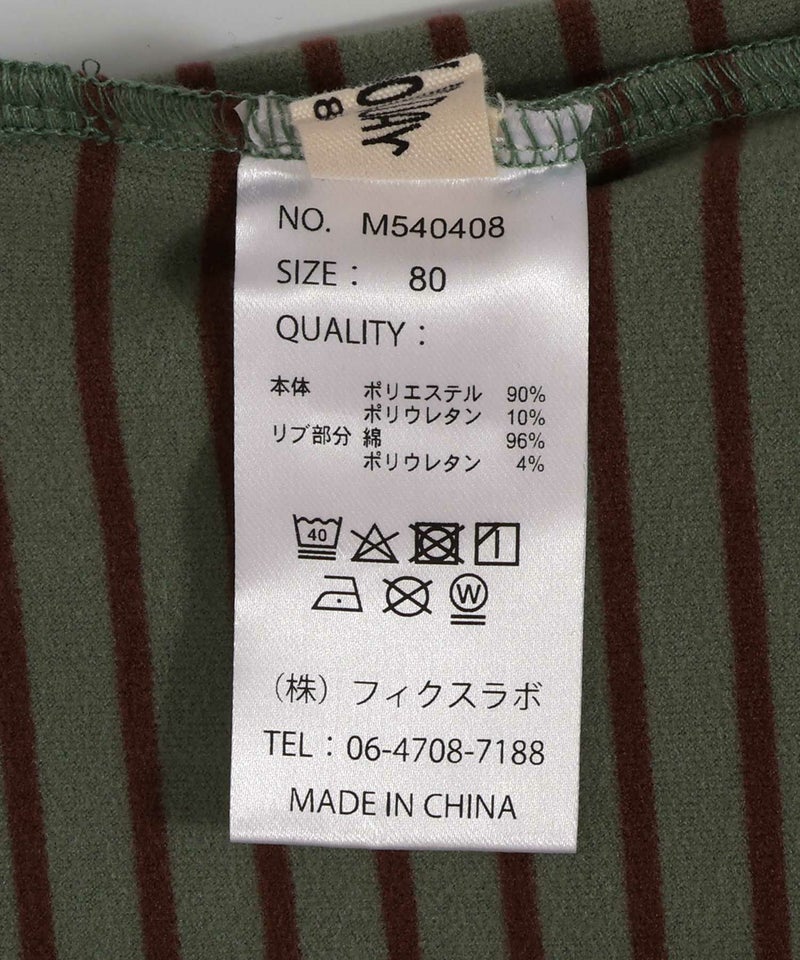 8
NO. M540408
SIZE : 80
QUALITY :
本体 ポリエステル 90%
ポリウレタン 10%
リブ部分 綿 96%
ポリウレタン 4%
40
W
（株）フィクスラボ
TEL : 06-4708-7188
MADE IN CHINA